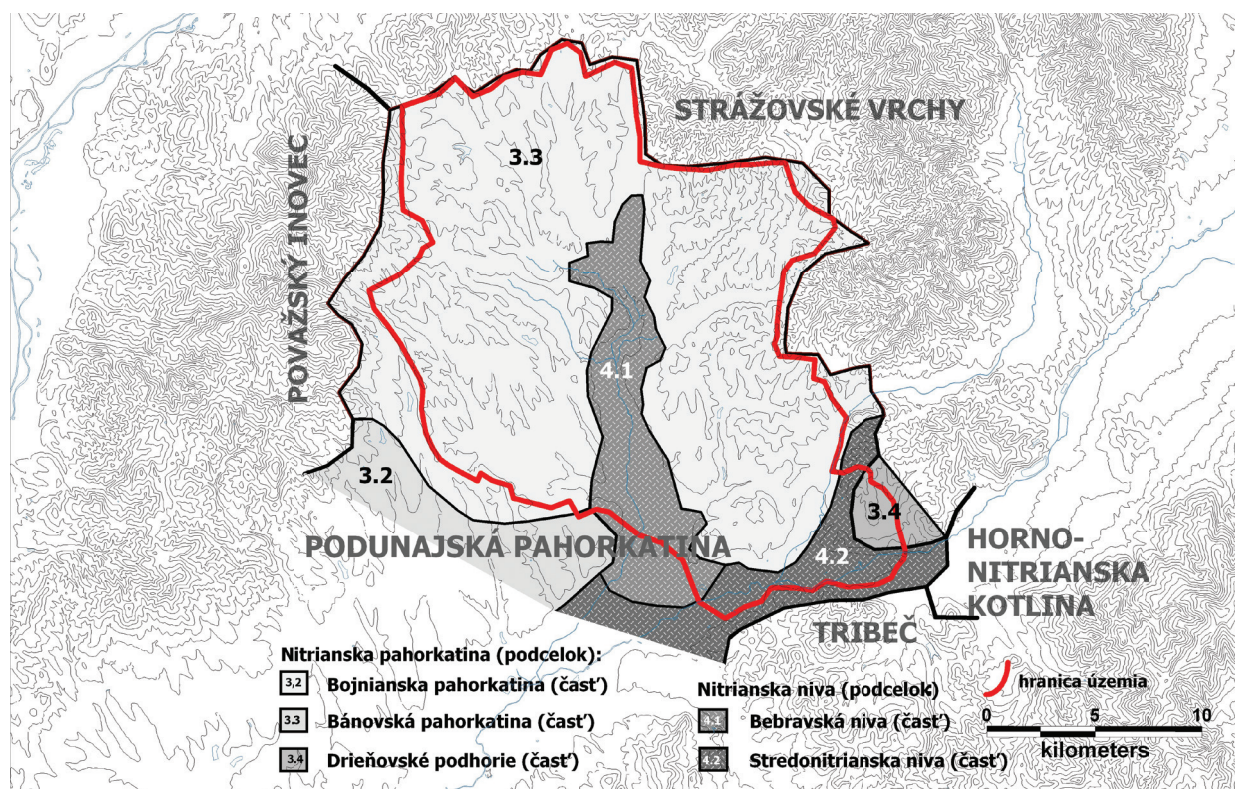 STRÁŽOVSKÉ VRCHY
3.3
POVAŽSKÝ INOVEC
4.1
3.2
3.4
PODUNAJSKÁ PAHORKATINA
4.2
HORNO-
NITRIANSKA
KOTLINA
TRIBEČ
Nitrianska pahorkatina (podcelok):
3,2 Bojnianska pahorkatina (časť)
3.3 Bánovská pahorkatina (časť)
3.4 Drieňovské podhorie (časť)
Nitrianska niva (podcelok)
4.1 Bebravská niva (časť)
4.2 Stredonitrianska niva (časť)
hranica územia
0 5 10
kilometers